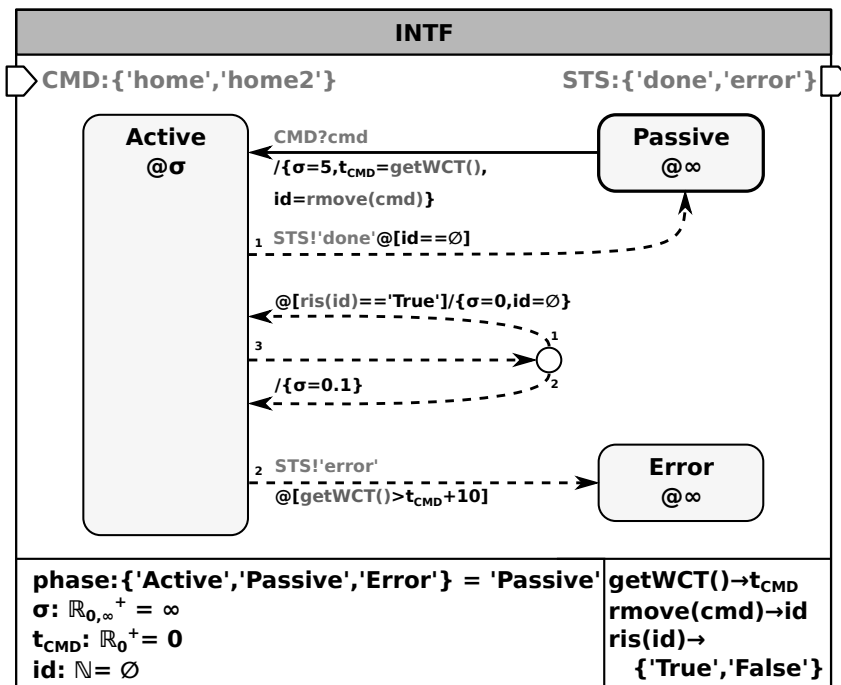 INTF
CMD:{'home','home2'}
STS:{'done','error'}
Active
@σ
CMD?cmd
/{σ=5,t_CMD=getWCT(),
id=rmove(cmd)}
Passive
@∞
1 STS!'done'@[id==∅]
@[ris(id)=='True']/{σ=0,id=∅}
1
3
2
/{σ=0.1}
2 STS!'error'
@[getWCT()>t_CMD+10]
Error
@∞
phase:{'Active','Passive','Error'} = 'Passive'
σ: ℝ₀,∞⁺ = ∞
t_CMD: ℝ₀⁺= 0
id: ℕ= ∅
getWCT()→t_CMD
rmove(cmd)→id
ris(id)→
{'True','False'}